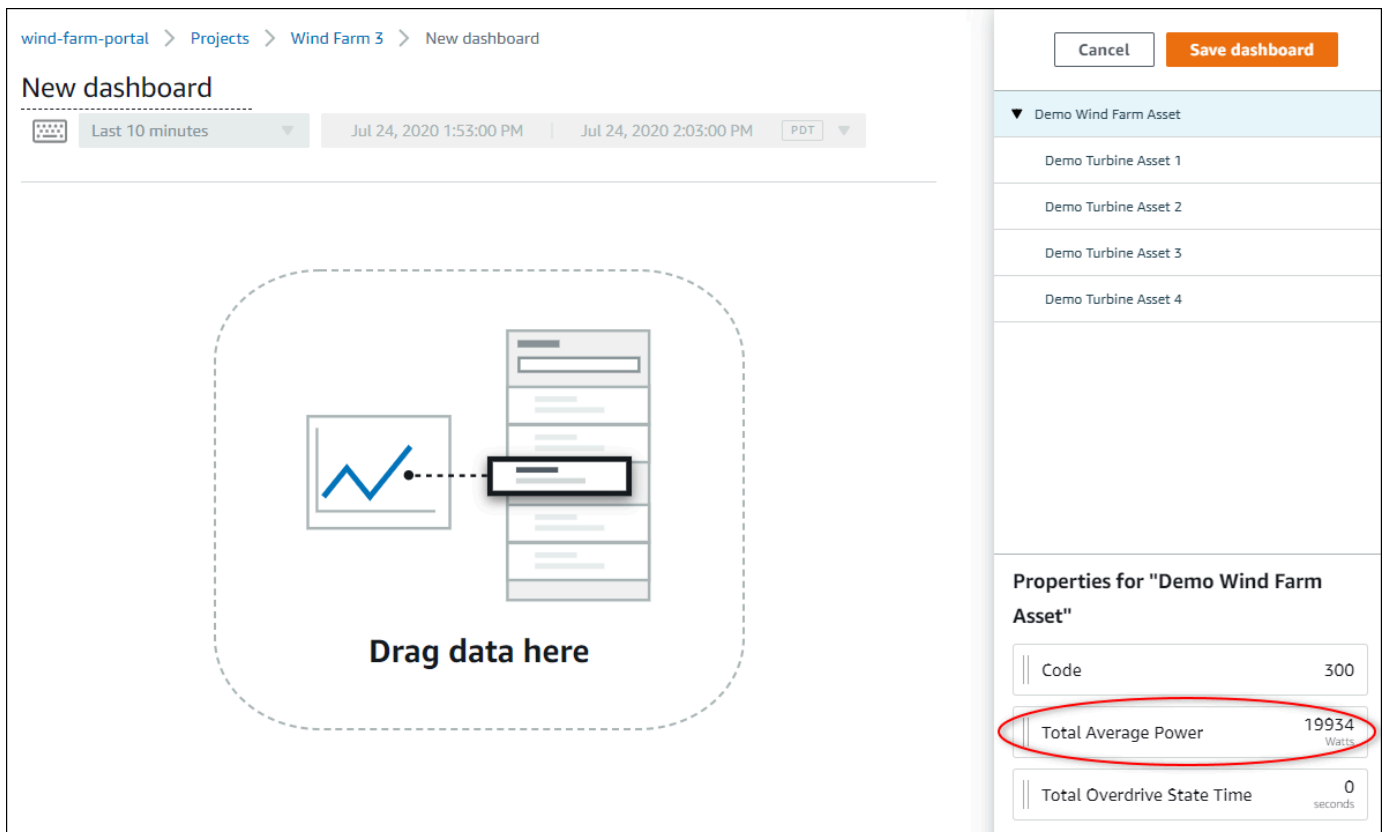 wind-farm-portal > Projects > Wind Farm 3 > New dashboard
New dashboard
Last 10 minutes
Jul 24, 2020 1:53:00 PM | Jul 24, 2020 2:03:00 PM PDT
Drag data here
Cancel Save dashboard
Demo Wind Farm Asset
Demo Turbine Asset 1
Demo Turbine Asset 2
Demo Turbine Asset 3
Demo Turbine Asset 4
Properties for "Demo Wind Farm
Asset"
Code 300
Total Average Power 19934
Watts
Total Overdrive State Time 0
seconds